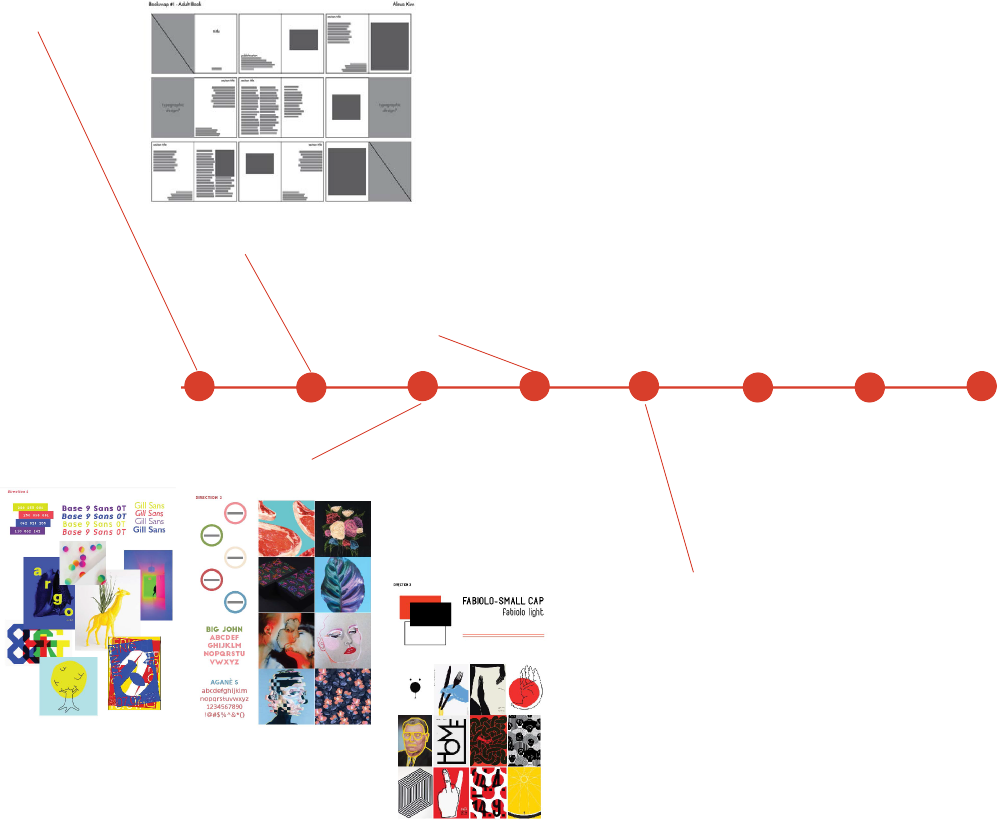 Bookmap #1 - Adult Book
Alexis Kim
title
section title
section title
section title
section title
typographic
design?
typographic
design?
section title
section title
Direction 1
Base 9 Sans OT
Base 9 Sans OT
Base 9 Sans OT
Base 9 Sans OT
Gill Sans
Gill Sans
Gill Sans
Gill Sans
a
r
g
o
DIRECTION 2
BIG JOHN
ABCDEF
GHIJKLM
NOPQRSTU
VWXYZ
AGANÈ S
abcdefghijklm
nopqrstuvwxyz
1234567890
!@#$%^&*()
DIRECTION 3
FABIOLO-SMALL CAP
Fabiolo light
HOME